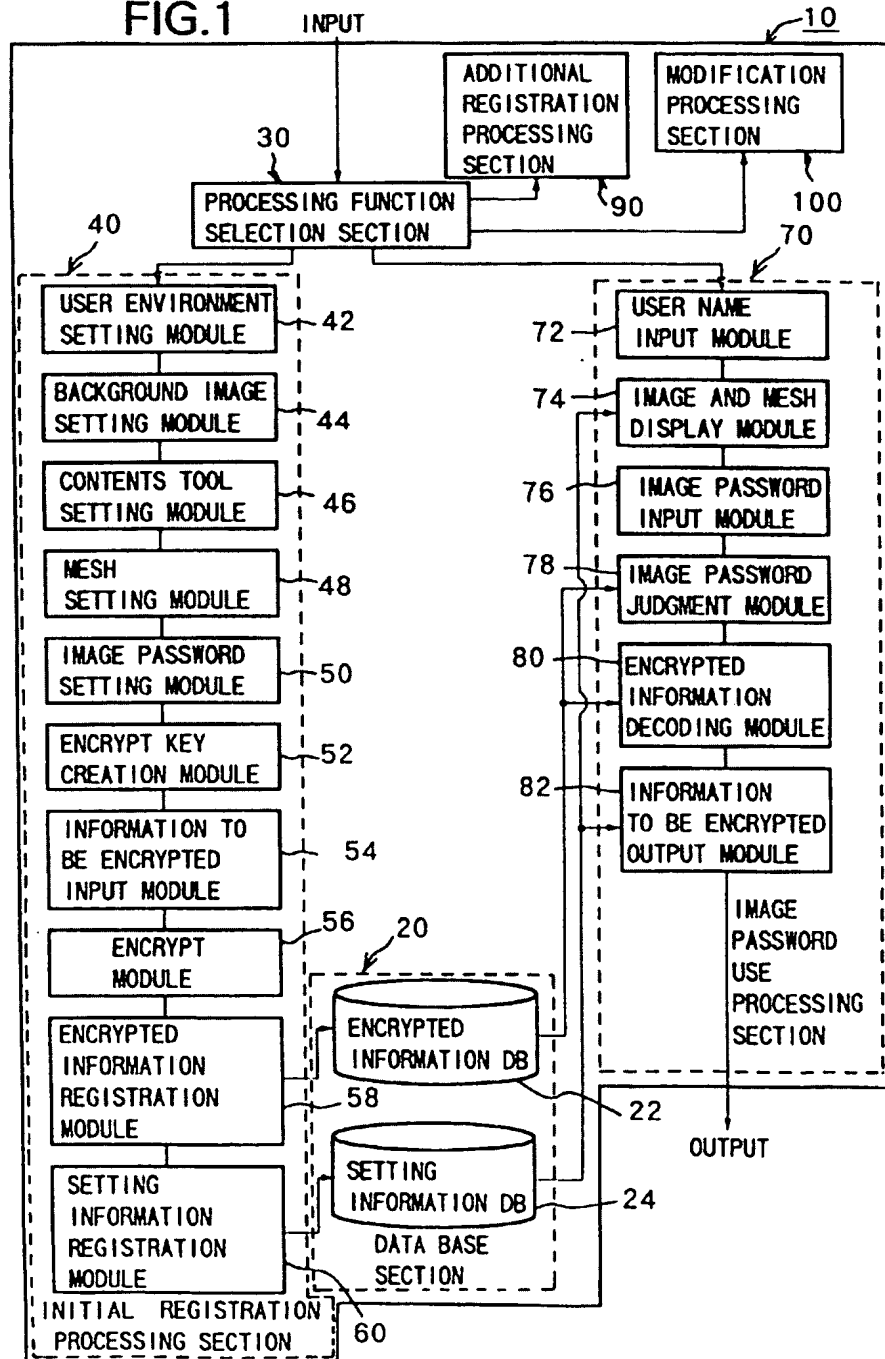 FIG.1
INPUT
10
ADDITIONAL
REGISTRATION
PROCESSING
SECTION
90
MODIFICATION
PROCESSING
SECTION
100
30
PROCESSING FUNCTION
SELECTION SECTION
40
USER ENVIRONMENT
SETTING MODULE
42
BACKGROUND IMAGE
SETTING MODULE
44
CONTENTS TOOL
SETTING MODULE
46
MESH
SETTING MODULE
48
IMAGE PASSWORD
SETTING MODULE
50
ENCRYPT KEY
CREATION MODULE
52
INFORMATION TO
BE ENCRYPTED
INPUT MODULE
54
ENCRYPT
MODULE
56
ENCRYPTED
INFORMATION
REGISTRATION
MODULE
58
SETTING
INFORMATION
REGISTRATION
MODULE
60
INITIAL REGISTRATION
PROCESSING SECTION
20
ENCRYPTED
INFORMATION DB
22
SETTING
INFORMATION DB
24
DATA BASE
SECTION
70
72
USER NAME
INPUT MODULE
74
IMAGE AND MESH
DISPLAY MODULE
76
IMAGE PASSWORD
INPUT MODULE
78
IMAGE PASSWORD
JUDGMENT MODULE
80
ENCRYPTED
INFORMATION
DECODING MODULE
82
INFORMATION
TO BE ENCRYPTED
OUTPUT MODULE
IMAGE
PASSWORD
USE
PROCESSING
SECTION
OUTPUT